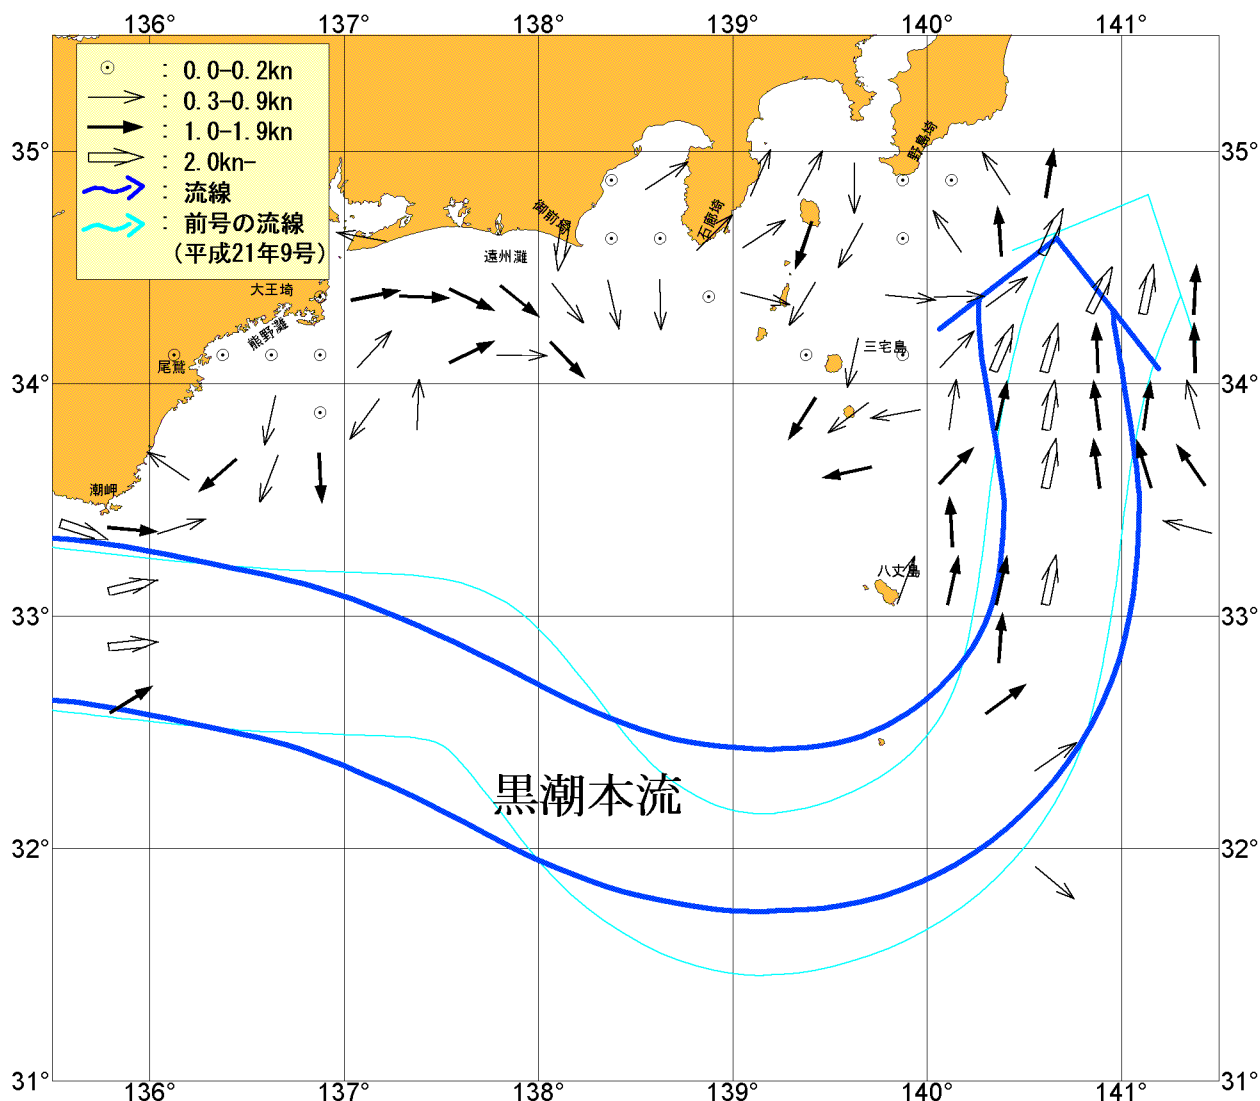 136° 137° 138° 139° 140° 141°
: 0.0-0.2kn
: 0.3-0.9kn
: 1.0-1.9kn
: 2.0kn-
: 流線
: 前号の流線
(平成21年9号)
35° 35°
野島埼
御前埼
石廊埼
遠州灘
大王埼
熊野灘
三宅島
尾鷲
34° 34°
潮岬
八丈島
33° 33°
黒潮本流
32° 32°
31° 31°
136° 137° 138° 139° 140° 141°